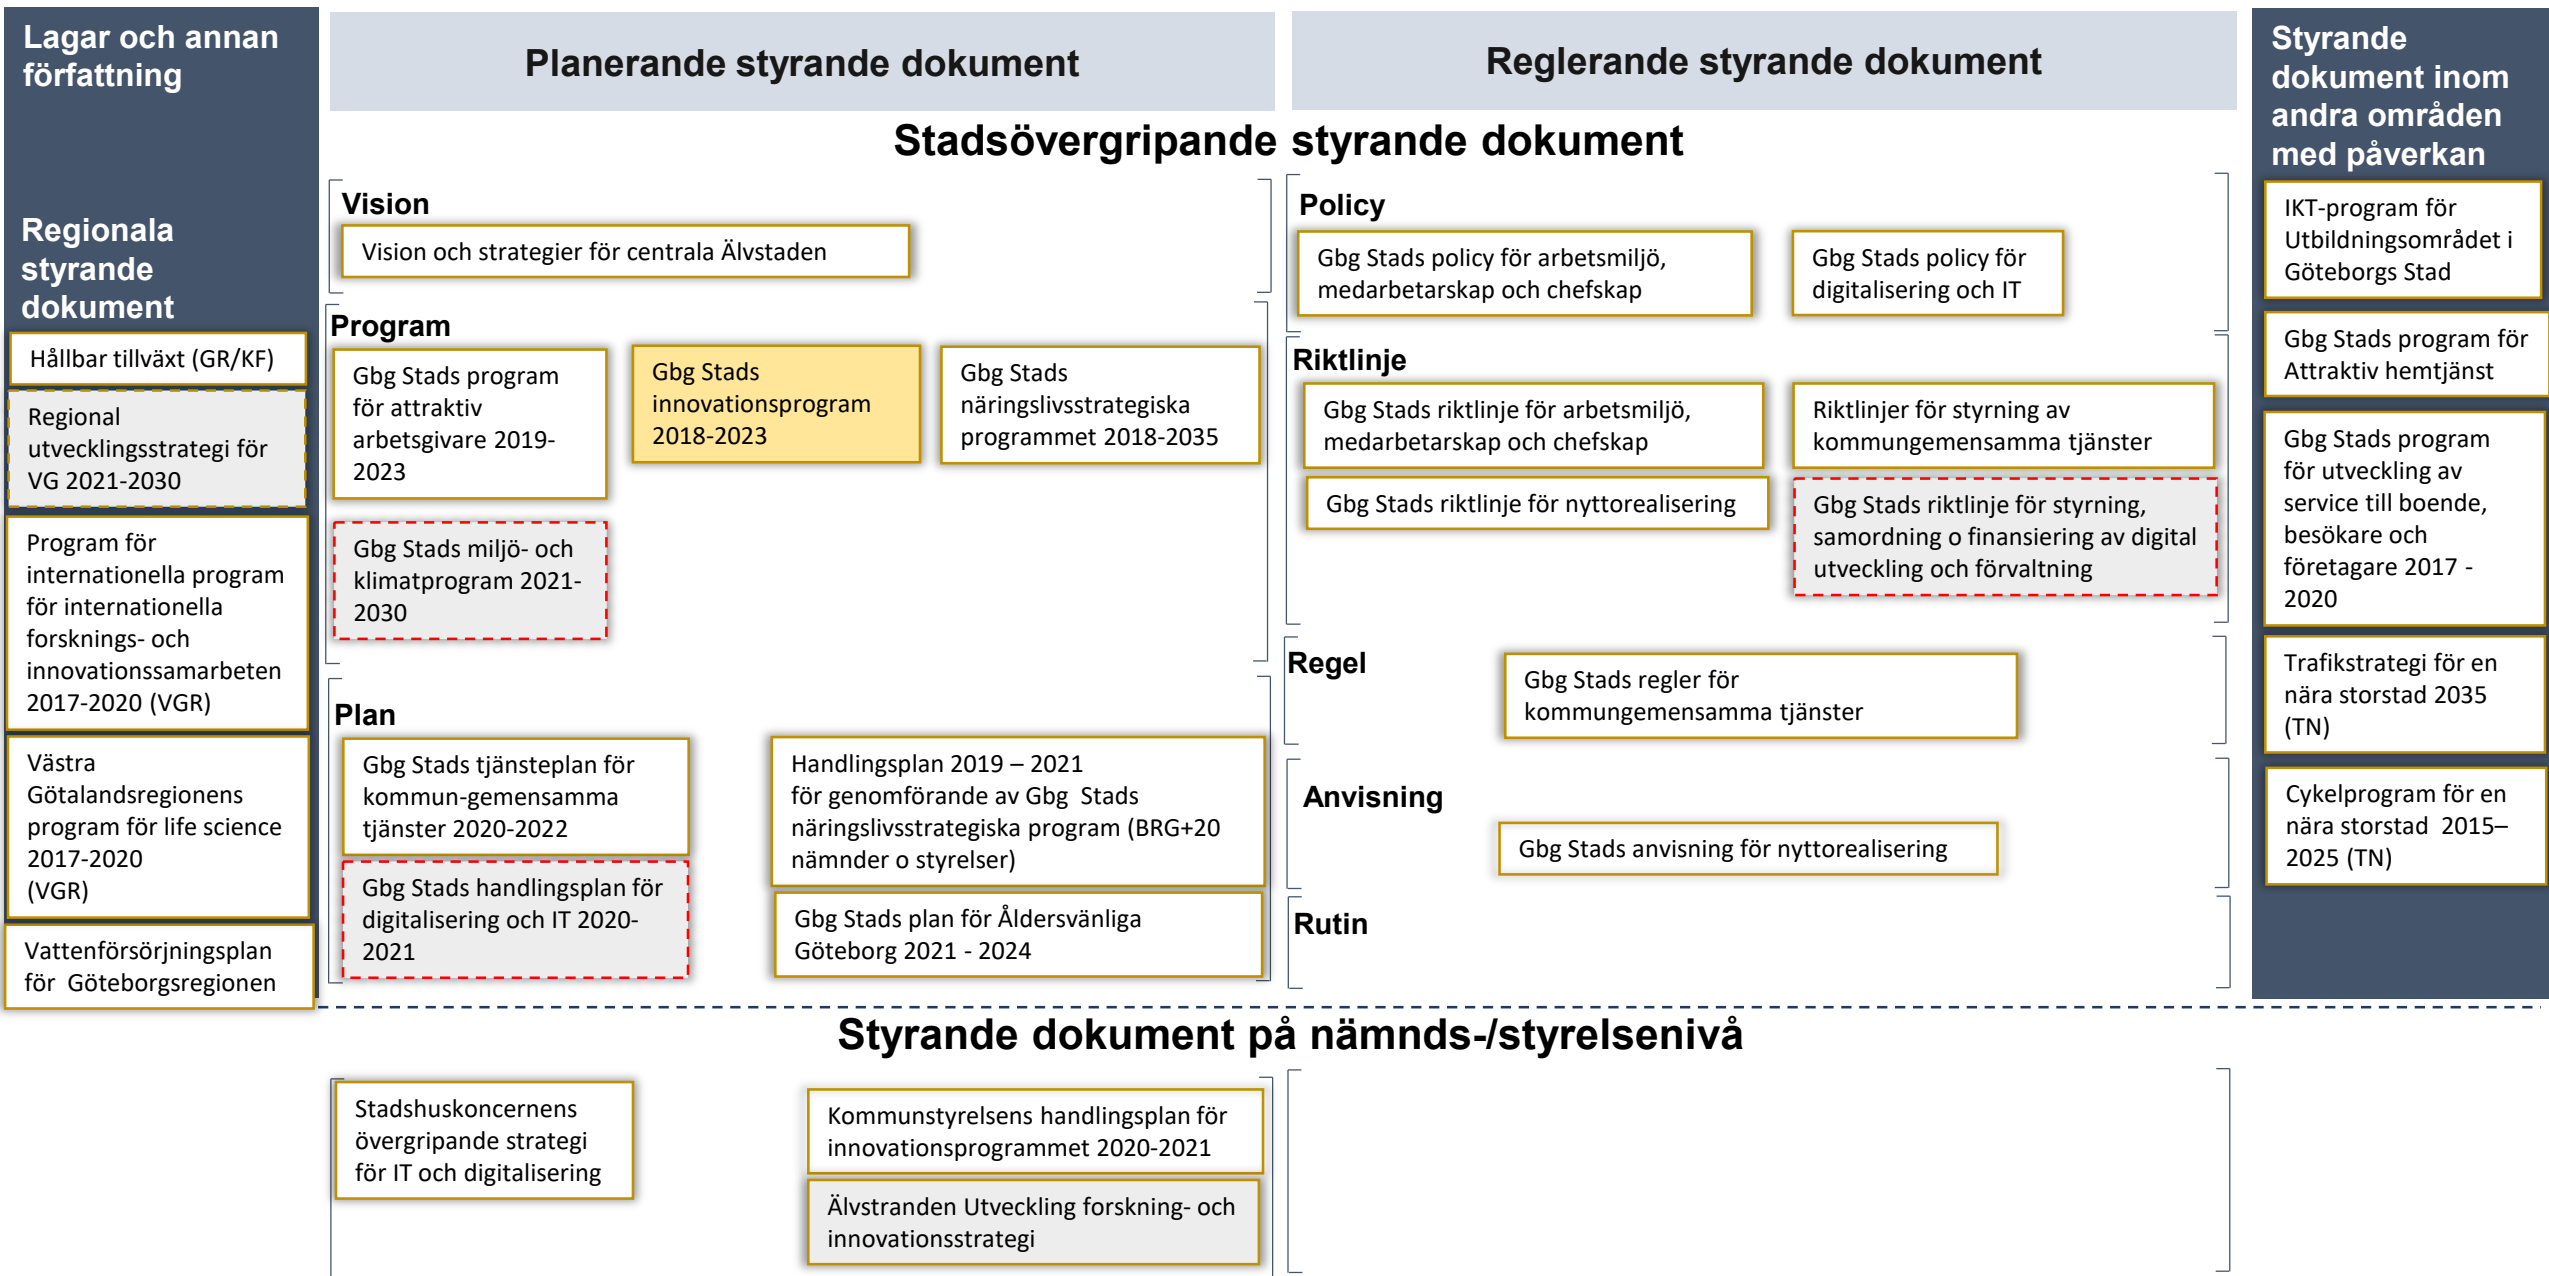 Lagar och annan
författning
Regionala
styrande
dokument
Hållbar tillväxt (GR/KF)
Regional
utvecklingsstrategi för
VG 2021-2030
Program för
internationella program
för internationella
forsknings- och
innovationssamarbeten
2017-2020 (VGR)
Västra
Götalandsregionens
program för life science
2017-2020
(VGR)
Vattenförsörjningsplan
för  Göteborgsregionen
Planerande styrande dokument
Reglerande styrande dokument
Stadsövergripande styrande dokument
Vision
Vision och strategier för centrala Älvstaden
Program
Gbg Stads program
för attraktiv
arbetsgivare 2019-
2023
Gbg Stads
innovationsprogram
2018-2023
Gbg Stads
näringslivsstrategiska
programmet 2018-2035
Gbg Stads miljö- och
klimatprogram 2021-
2030
Plan
Gbg Stads tjänsteplan för
kommun-gemensamma
tjänster 2020-2022
Gbg Stads handlingsplan för
digitalisering och IT 2020-
2021
Handlingsplan 2019 – 2021
för genomförande av Gbg  Stads
näringslivsstrategiska program (BRG+20
nämnder o styrelser)
Gbg Stads plan för Åldersvänliga
Göteborg 2021 - 2024
Policy
Gbg Stads policy för arbetsmiljö,
medarbetarskap och chefskap
Gbg Stads policy för
digitalisering och IT
Riktlinje
Gbg Stads riktlinje för arbetsmiljö,
medarbetarskap och chefskap
Riktlinjer för styrning av
kommungemensamma tjänster
Gbg Stads riktlinje för nyttorealisering
Gbg Stads riktlinje för styrning,
samordning o finansiering av digital
utveckling och förvaltning
Regel
Gbg Stads regler för
kommungemensamma tjänster
Anvisning
Gbg Stads anvisning för nyttorealisering
Rutin
Styrande
dokument inom
andra områden
med påverkan
IKT-program för
Utbildningsområdet i
Göteborgs Stad
Gbg Stads program för
Attraktiv hemtjänst
Gbg Stads program
för utveckling av
service till boende,
besökare och
företagare 2017 -
2020
Trafikstrategi för en
nära storstad 2035
(TN)
Cykelprogram för en
nära storstad  2015–
2025 (TN)
Styrande dokument på nämnds-/styrelsenivå
Stadshuskoncernens
övergripande strategi
för IT och digitalisering
Kommunstyrelsens handlingsplan för
innovationsprogrammet 2020-2021
Älvstranden Utveckling forskning- och
innovationsstrategi